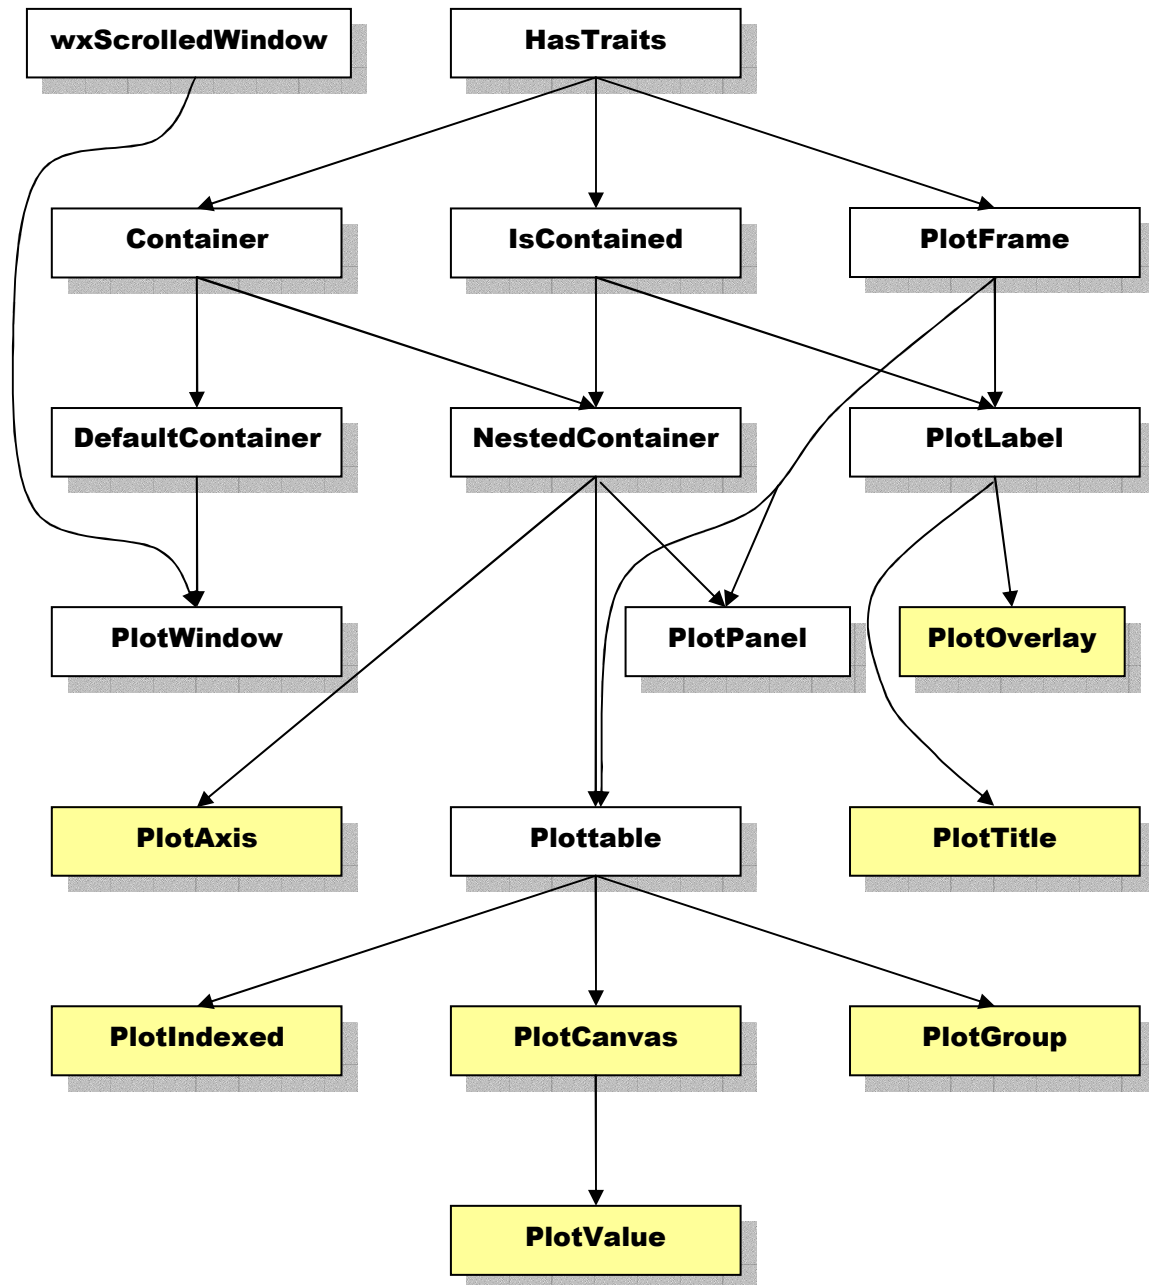 wxScrolledWindow
HasTraits
Container
IsContained
PlotFrame
DefaultContainer
NestedContainer
PlotLabel
PlotWindow
PlotPanel
PlotOverlay
PlotAxis
Plottable
PlotTitle
PlotIndexed
PlotCanvas
PlotGroup
PlotValue